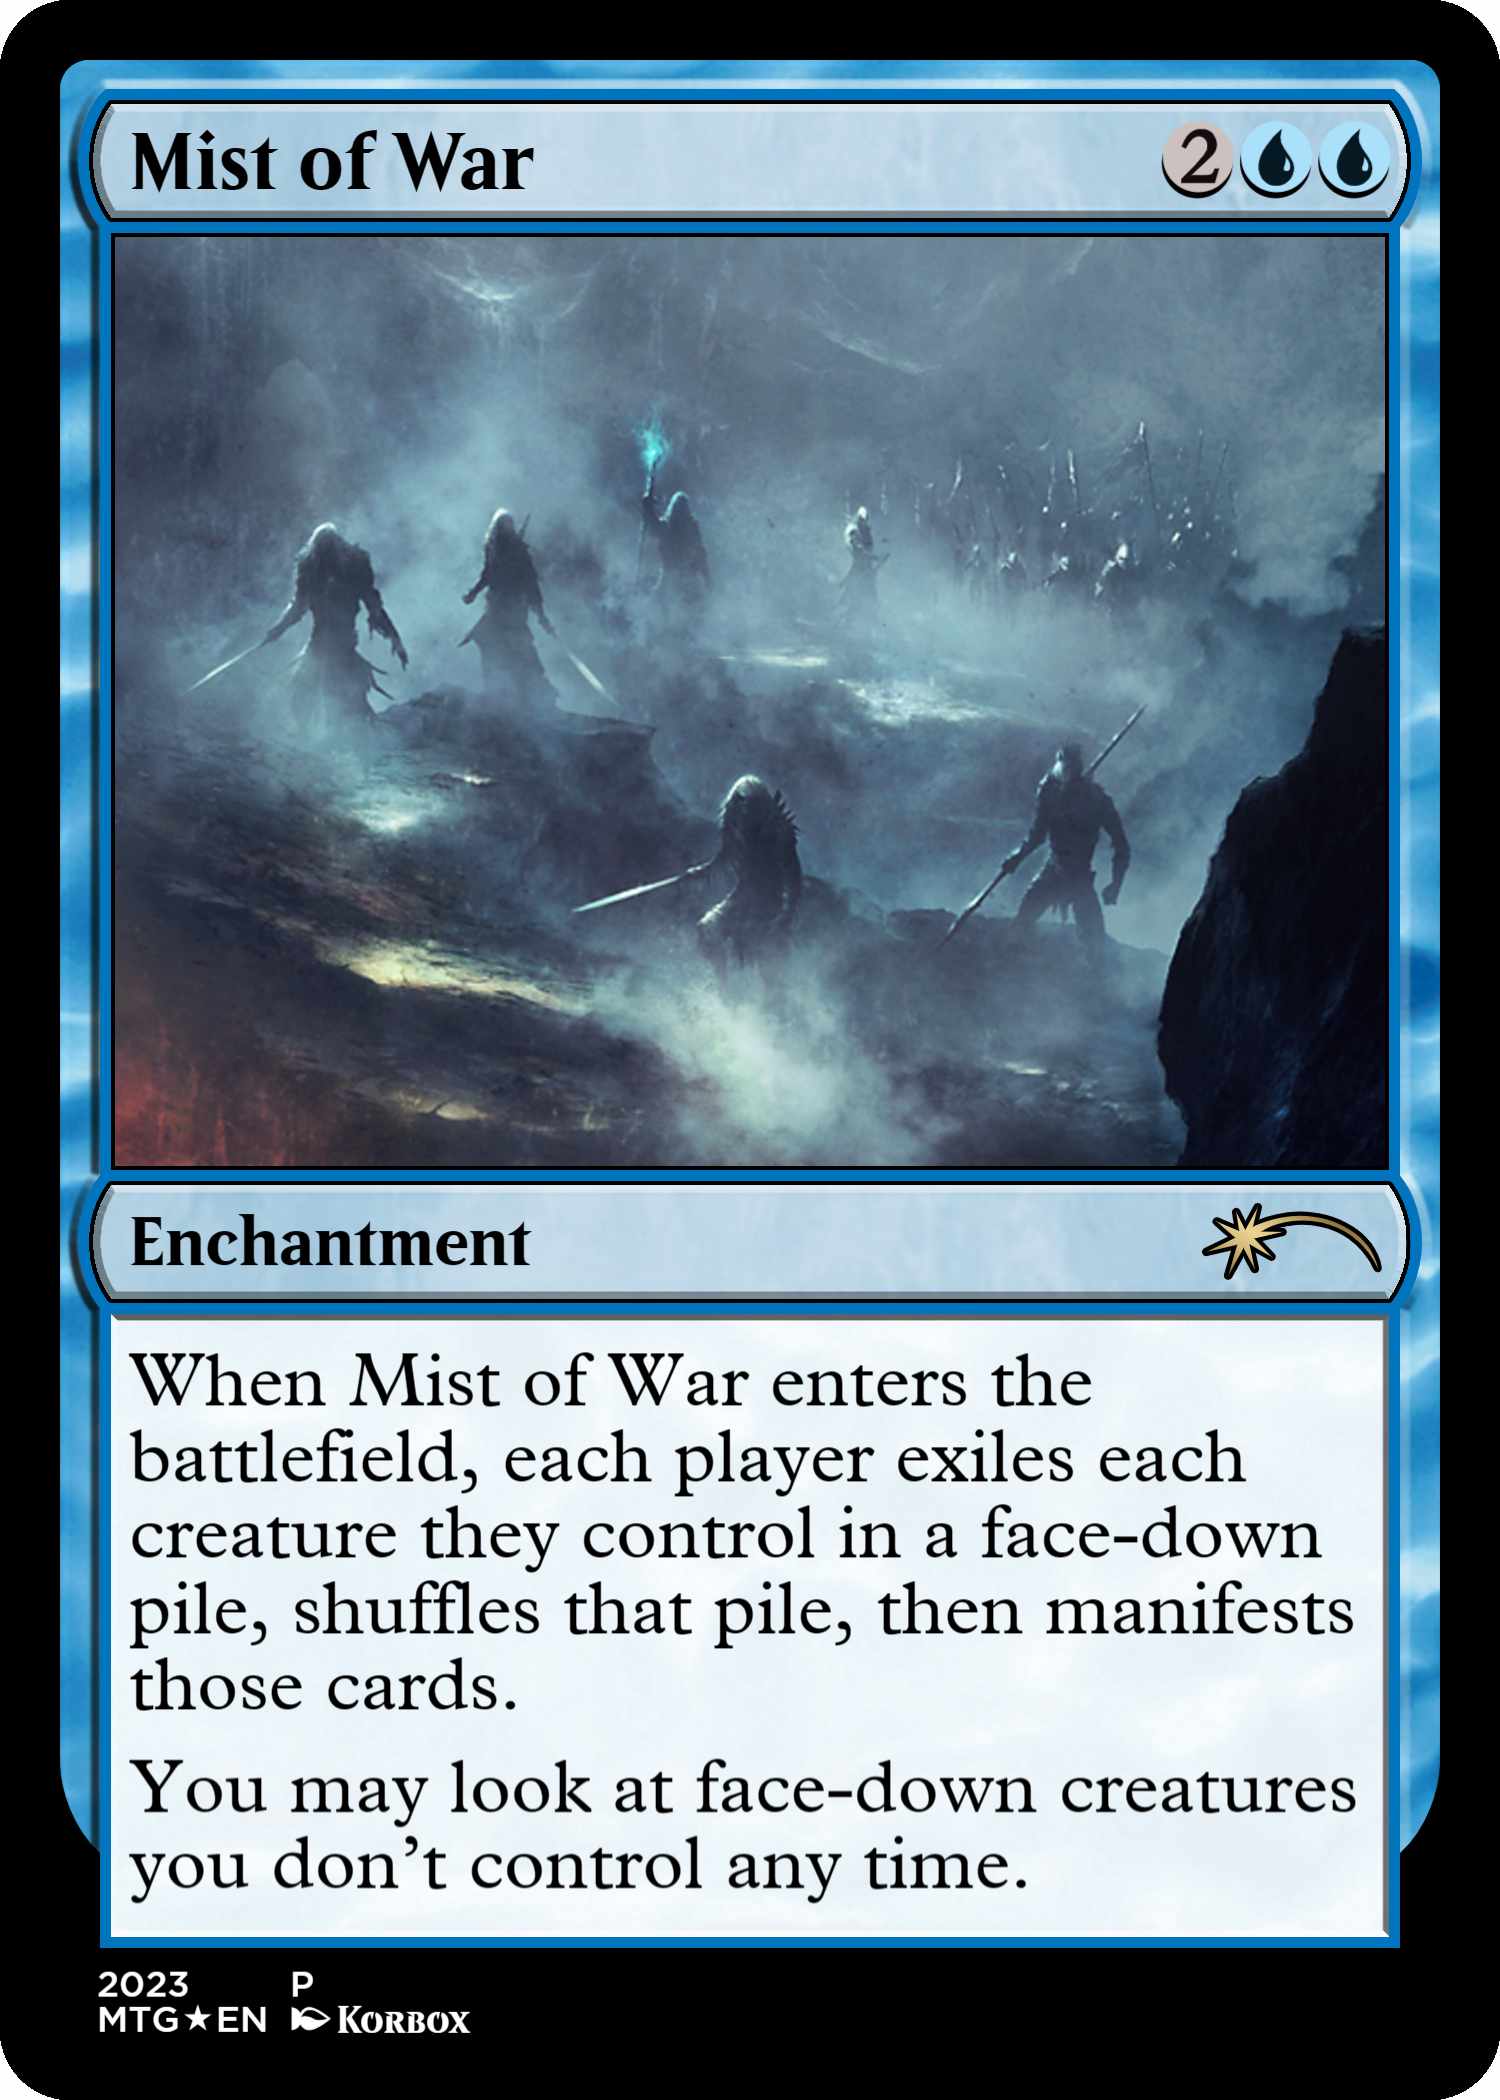 Mist of War
2
Enchantment
When Mist of War enters the
battlefield, each player exiles each
creature they control in a face-down
pile, shuffles that pile, then manifests
those cards.
You may look at face-down creatures
you don't control any time.
2023 P
MTG★EN KORBOX